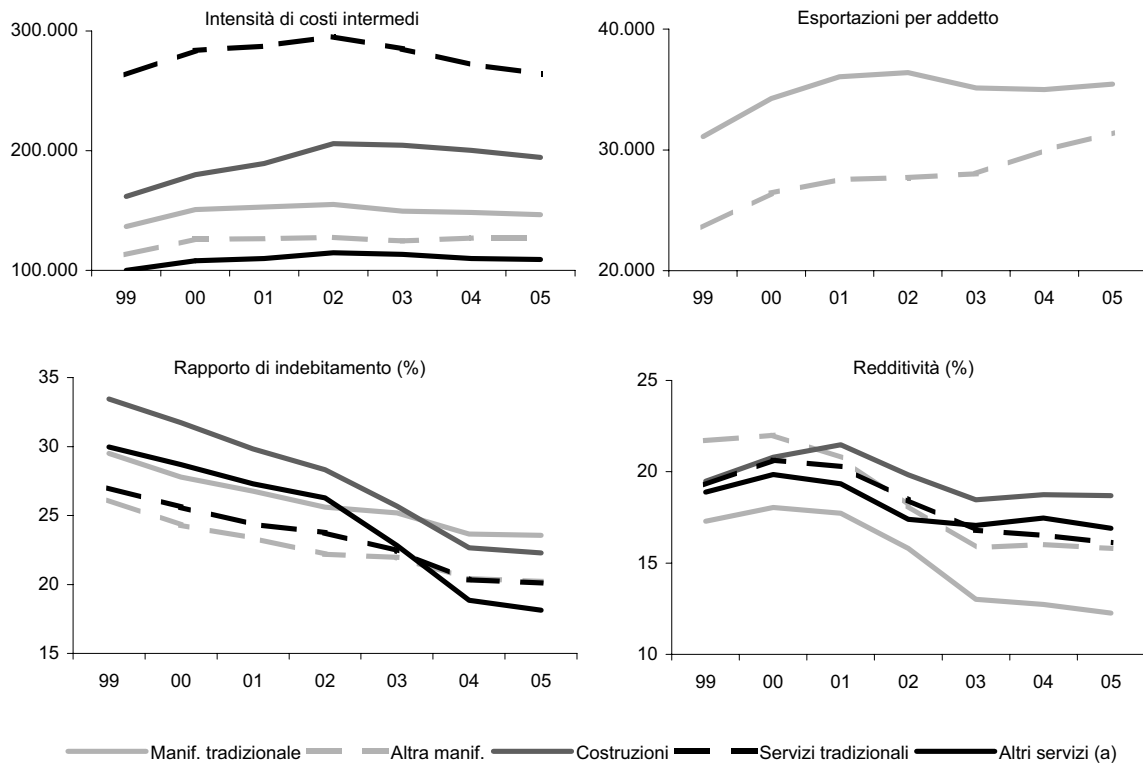 Intensità di costi intermedi
300.000
200.000
100.000
99 00 01 02 03 04 05
Esportazioni per addetto
40.000
30.000
20.000
99 00 01 02 03 04 05
Rapporto di indebitamento (%)
35
30
25
20
15
99 00 01 02 03 04 05
Redditività (%)
25
20
15
10
99 00 01 02 03 04 05
Manif. tradizionale Altra manif. Costruzioni Servizi tradizionali Altri servizi (a)